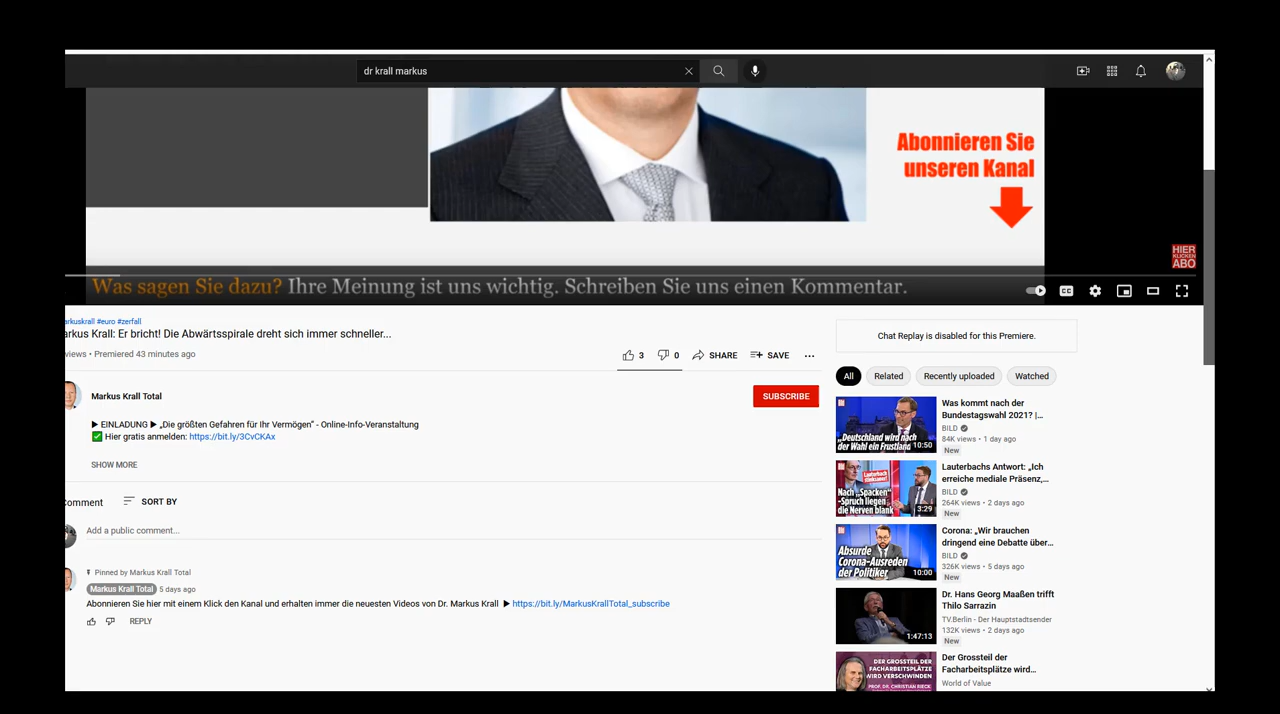 dr krall markus
Abonnieren Sie
unseren Kanal
HIER
KLICKEN
ABO
Was sagen Sie dazu? Ihre Meinung ist uns wichtig. Schreiben Sie uns einen Kommentar.
arkuskrall #euro #zerfall
arkus Krall: Er bricht! Die Abwärtsspirale dreht sich immer schneller...
views • Premiered 43 minutes ago
3 0 SHARE SAVE
Markus Krall Total
SUBSCRIBE
▶ EINLADUNG ▶ „Die größten Gefahren für Ihr Vermögen“ - Online-Info-Veranstaltung
✅ Hier gratis anmelden: https://bit.ly/3CvCKAx
SHOW MORE
Comment SORT BY
Add a public comment...
Pinned by Markus Krall Total
Markus Krall Total 5 days ago
Abonnieren Sie hier mit einem Klick den Kanal und erhalten immer die neuesten Videos von Dr. Markus Krall ▶ https://bit.ly/MarkusKrallTotal_subscribe
REPLY
Chat Replay is disabled for this Premiere.
All Related Recently uploaded Watched
„Deutschland wird nach
der Wahl ein Frustland
10:50
Was kommt nach der
Bundestagswahl 2021? |...
BILD
84K views • 1 day ago
New
Nach „Spacken“
-Spruch liegen
die Nerven blank
3:29
Lauterbachs Antwort: „Ich
erreiche mediale Präsenz,...
BILD
264K views • 2 days ago
New
Absurde
Corona-Ausreden
der Politiker
10:00
Corona: „Wir brauchen
dringend eine Debatte über...
BILD
326K views • 5 days ago
New
1:47:13
Dr. Hans Georg Maaßen trifft
Thilo Sarrazin
TV.Berlin - Der Hauptstadtsender
132K views • 2 days ago
New
DER GROSSTEIL DER
FACHARBEITSPLÄTZE
WIRD VERSCHWINDEN
PROF. DR. CHRISTIAN RIECK
Der Grossteil der
Facharbeitsplätze wird...
World of Value